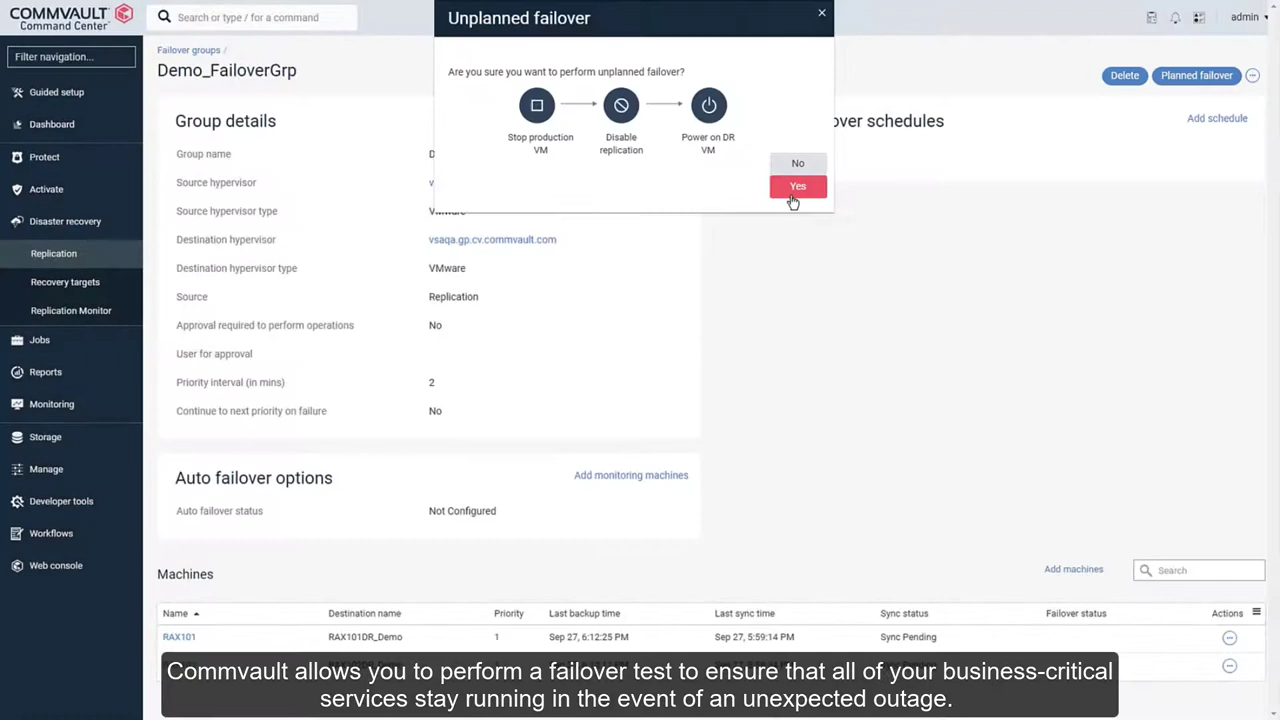 COMMVAULT
Command Center™
Search or type / for a command
admin
Filter navigation...
Guided setup
Dashboard
Protect
Activate
Disaster recovery
Replication
Recovery targets
Replication Monitor
Jobs
Reports
Monitoring
Storage
Manage
Developer tools
Workflows
Web console
Failover groups /
Demo_FailoverGrp
Delete
Planned failover
Unplanned failover
Are you sure you want to perform unplanned failover?
Stop production
VM
Disable
replication
Power on DR
VM
No
Yes
Group details
Group name D
Source hypervisor v
Source hypervisor type VMware
Destination hypervisor vsaqa.gp.cv.commvault.com
Destination hypervisor type VMware
Source Replication
Approval required to perform operations No
User for approval
Priority interval (in mins) 2
Continue to next priority on failure No
over schedules
Add schedule
Auto failover options
Add monitoring machines
Auto failover status Not Configured
Machines
Add machines
Search
Name Destination name Priority Last backup time Last sync time Sync status Failover status Actions
RAX101 RAX101DR_Demo 1 Sep 27, 6:12:25 PM Sep 27, 5:59:14 PM Sync Pending
Commvault allows you to perform a failover test to ensure that all of your business-critical
services stay running in the event of an unexpected outage.